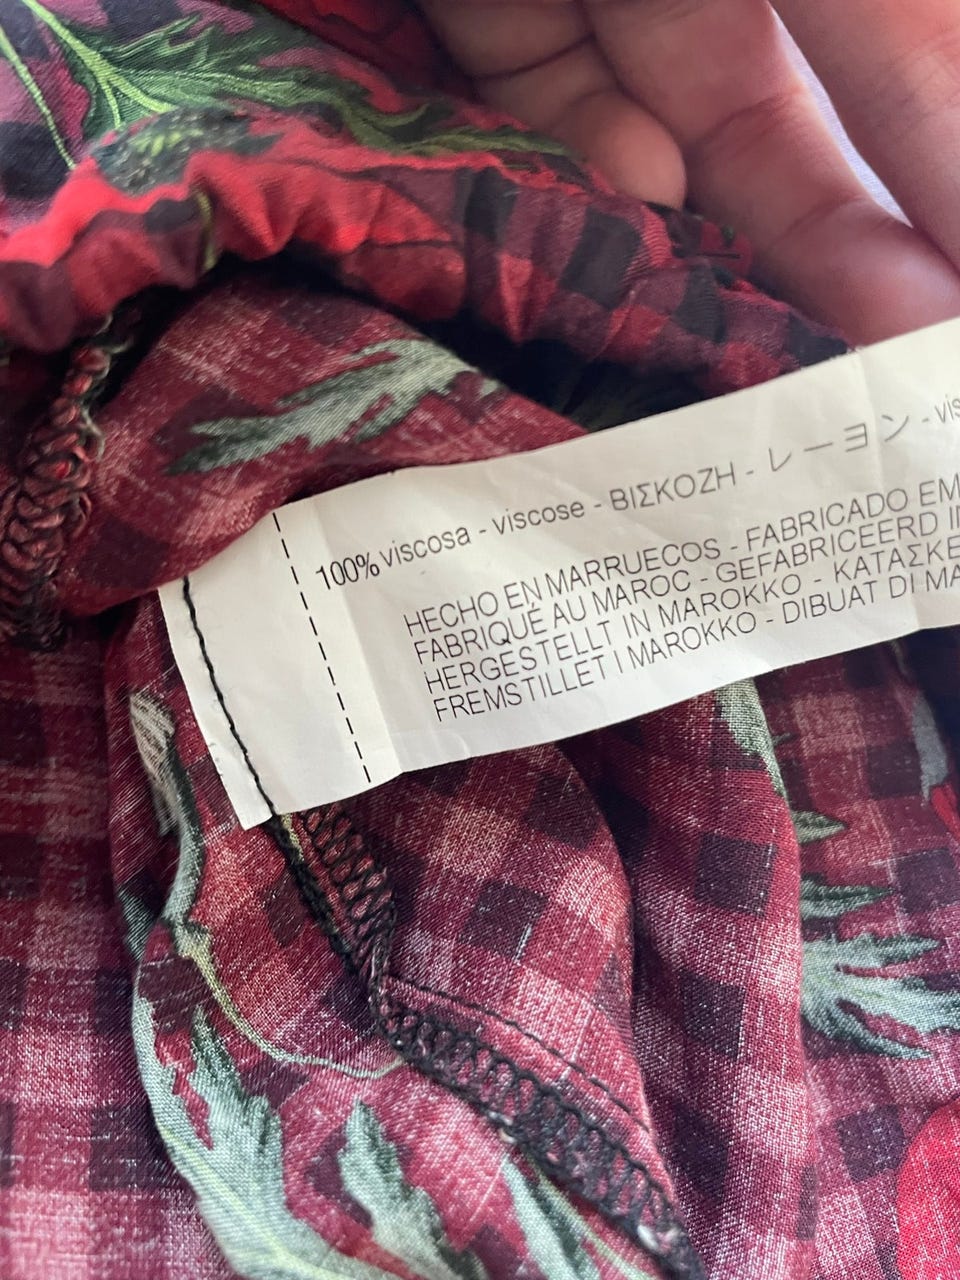 100% viscosa - viscose - ΒΙΣΚΟΖΗ - レーヨン - vis
HECHO EN MARRUECOS - FABRICADO EM
FABRIQUÉ AU MAROC - GEFABRICEERD
HERGESTELLT IN MAROKKO - ΚΑΤΑΣΚΕ
FREMSTILLET I MAROKKO - DIBUAT DI MA